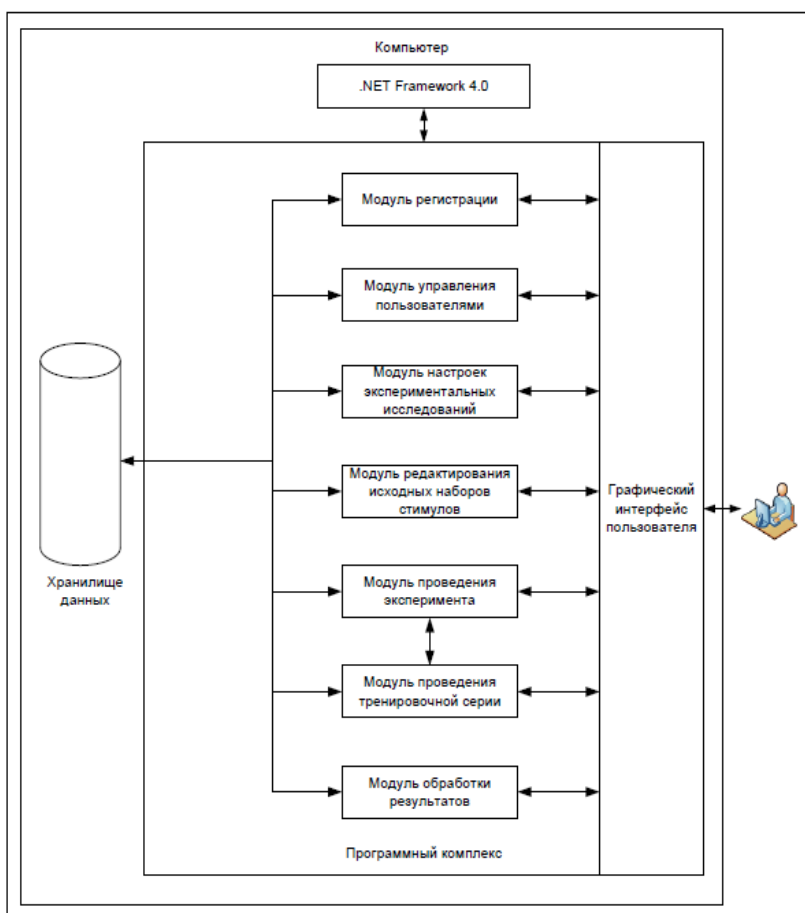 Компьютер
.NET Framework 4.0
Модуль регистрации
Модуль управления
пользователями
Модуль настроек
экспериментальных
исследований
Модуль редактирования
исходных наборов
стимулов
Графический
интерфейс
пользователя
Хранилище
данных
Модуль проведения
эксперимента
Модуль проведения
тренировочной серии
Модуль обработки
результатов
Программный комплекс